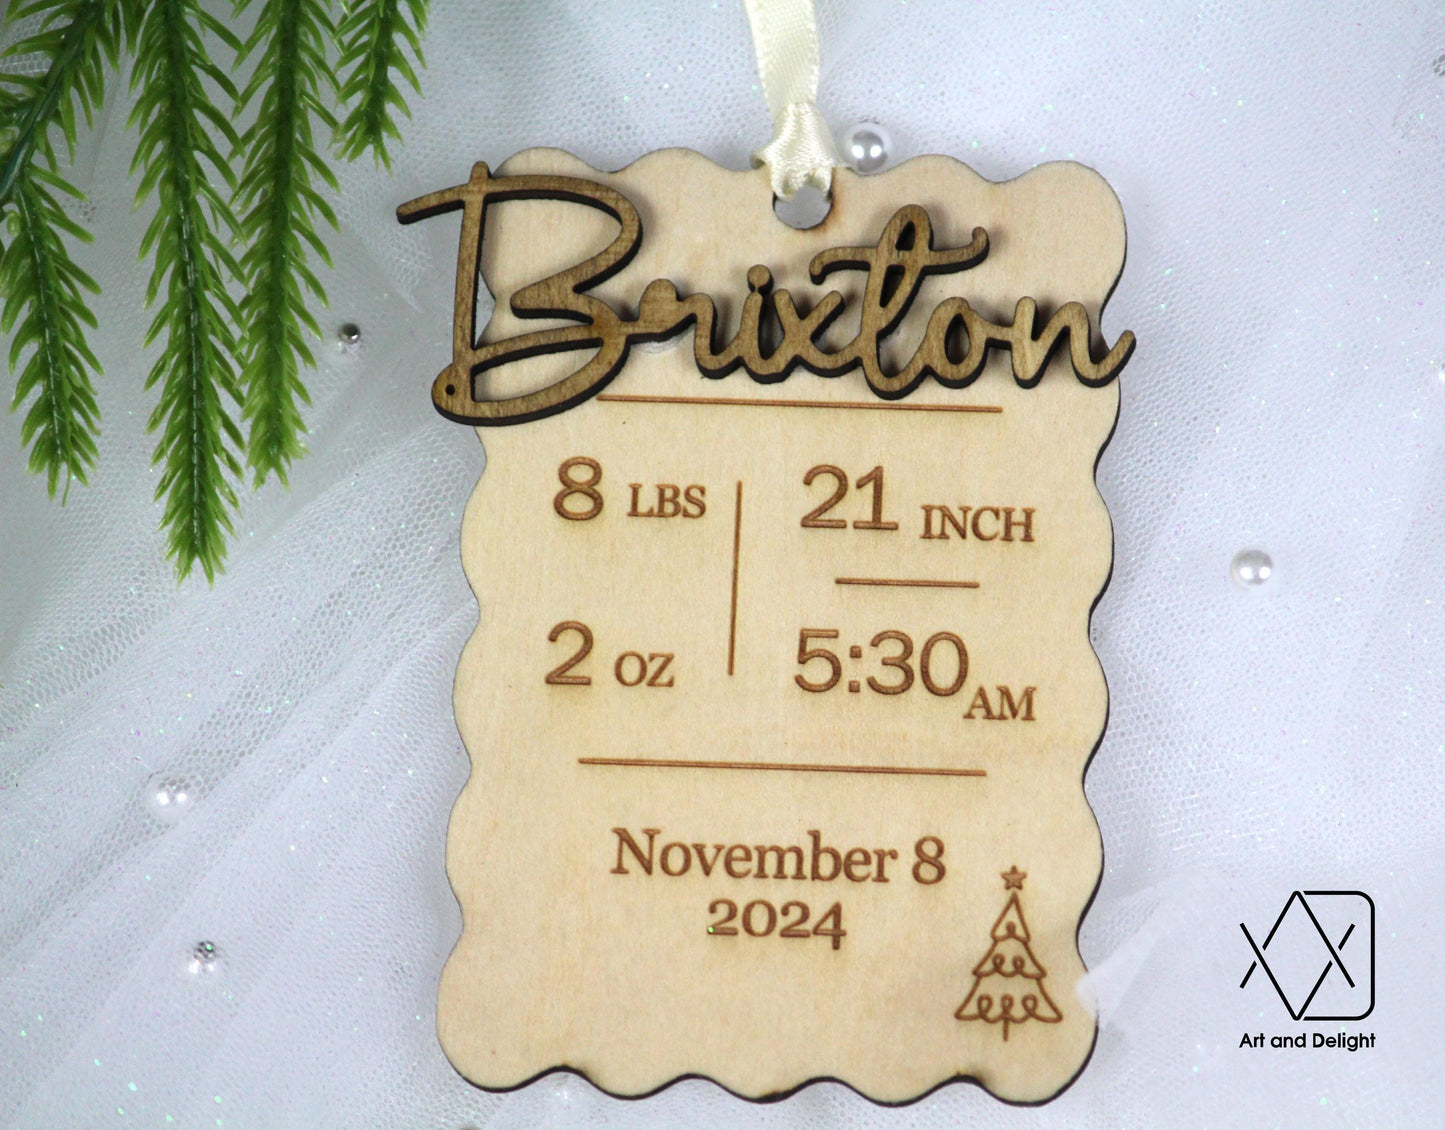 Brixton
8 LBS
2 OZ
21 INCH
5:30 AM
November 8
2024
Art and Delight